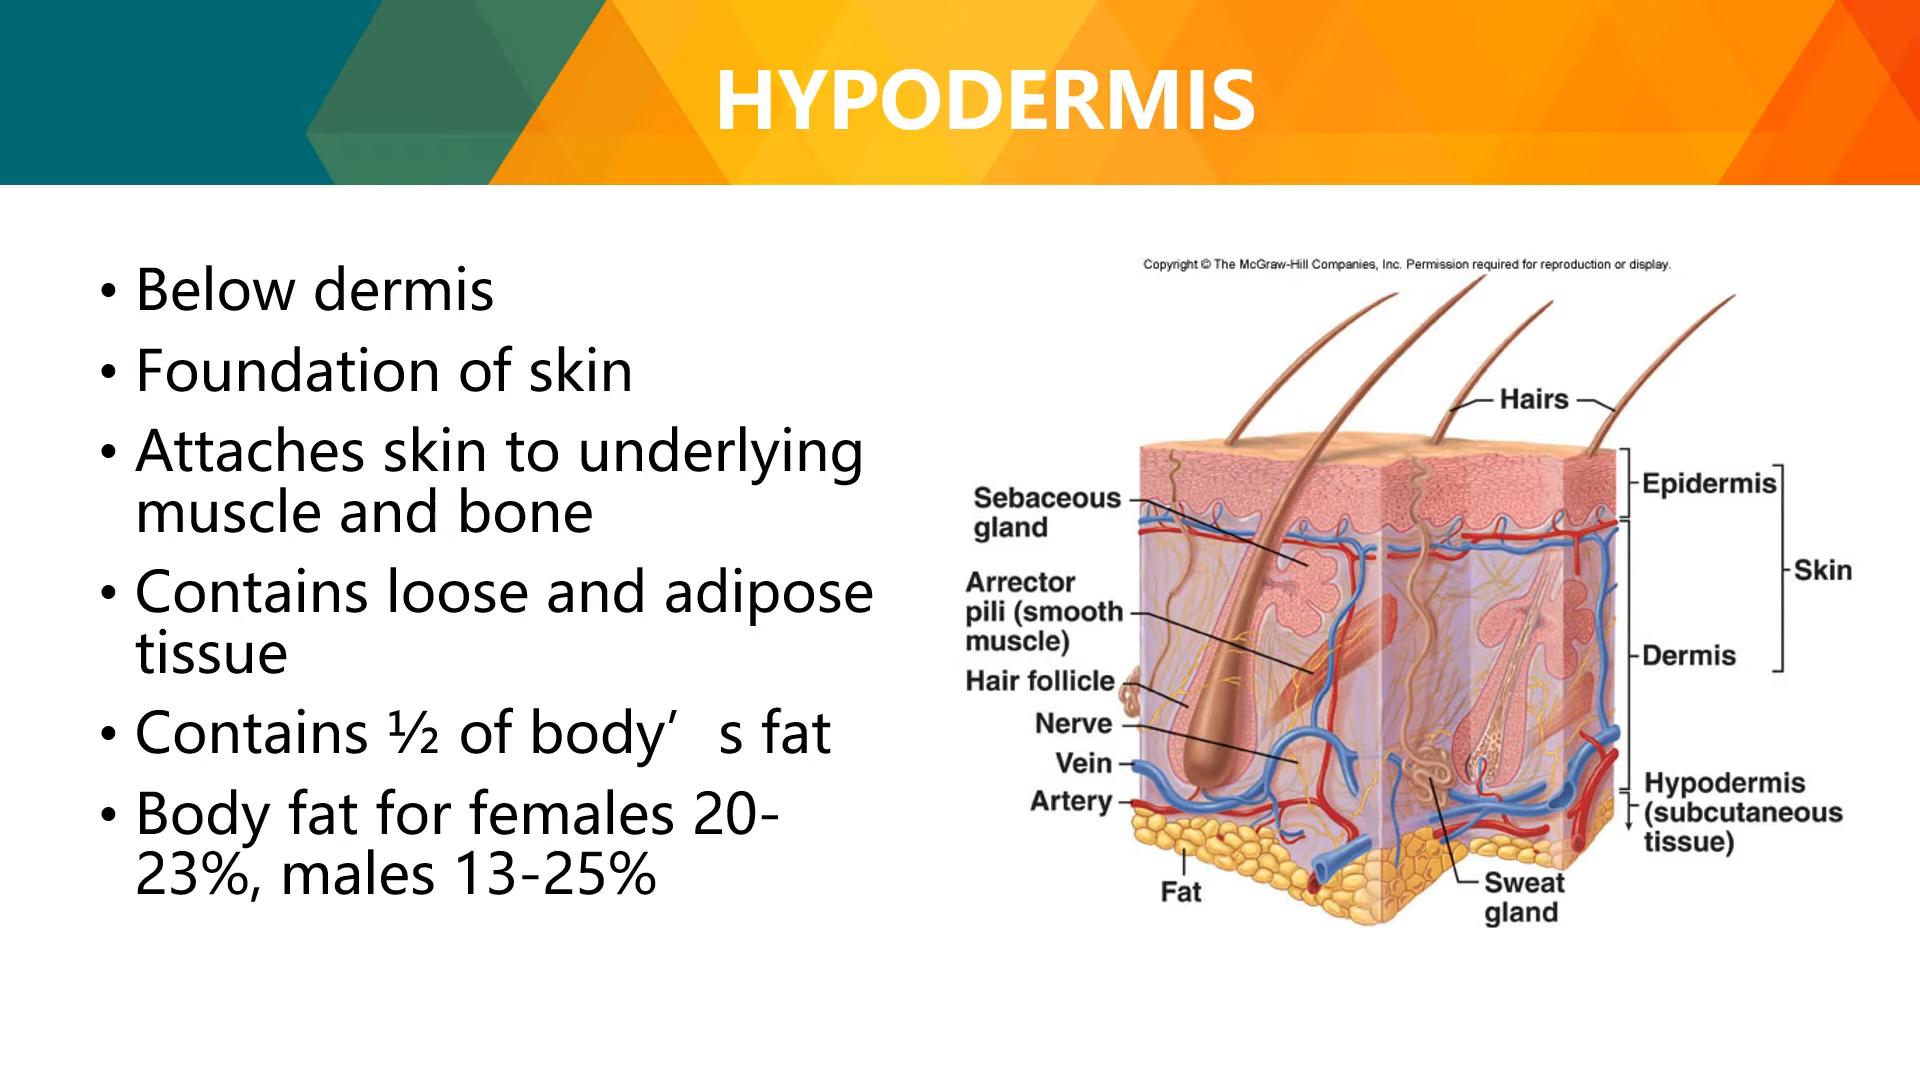 HYPODERMIS
• Below dermis
• Foundation of skin
• Attaches skin to underlying
muscle and bone
• Contains loose and adipose
tissue
• Contains ½ of body’s fat
• Body fat for females 20-
23%, males 13-25%
Copyright © The McGraw-Hill Companies, Inc. Permission required for reproduction or display.
Hairs
Epidermis
Sebaceous
gland
Skin
Arrector
pili (smooth
muscle)
Dermis
Hair follicle
Nerve
Vein
Artery
Hypodermis
(subcutaneous
tissue)
Fat
Sweat
gland